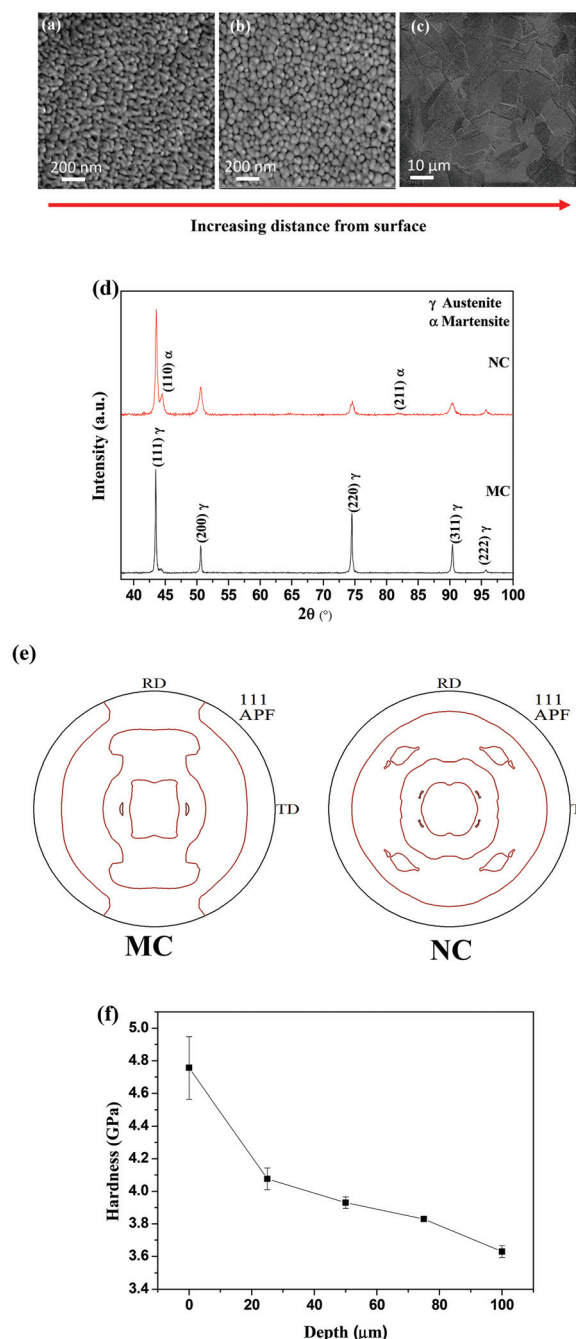 (a)
(b)
(c)
200 nm
200 nm
10 µm
Increasing distance from surface
(d)
γ Austenite
α Martensite
NC
(110) α
(211) α
MC
(111) γ
(200) γ
(220) γ
(311) γ
(222) γ
Intensity (a.u.)
40 45 50 55 60 65 70 75 80 85 90 95 100
2θ (°)
(e)
RD
111
APF
TD
MC
RD
111
APF
T
NC
(f)
5.0
4.8
4.6
4.4
4.2
4.0
3.8
3.6
3.4
Hardness (GPa)
0 20 40 60 80 100
Depth (µm)